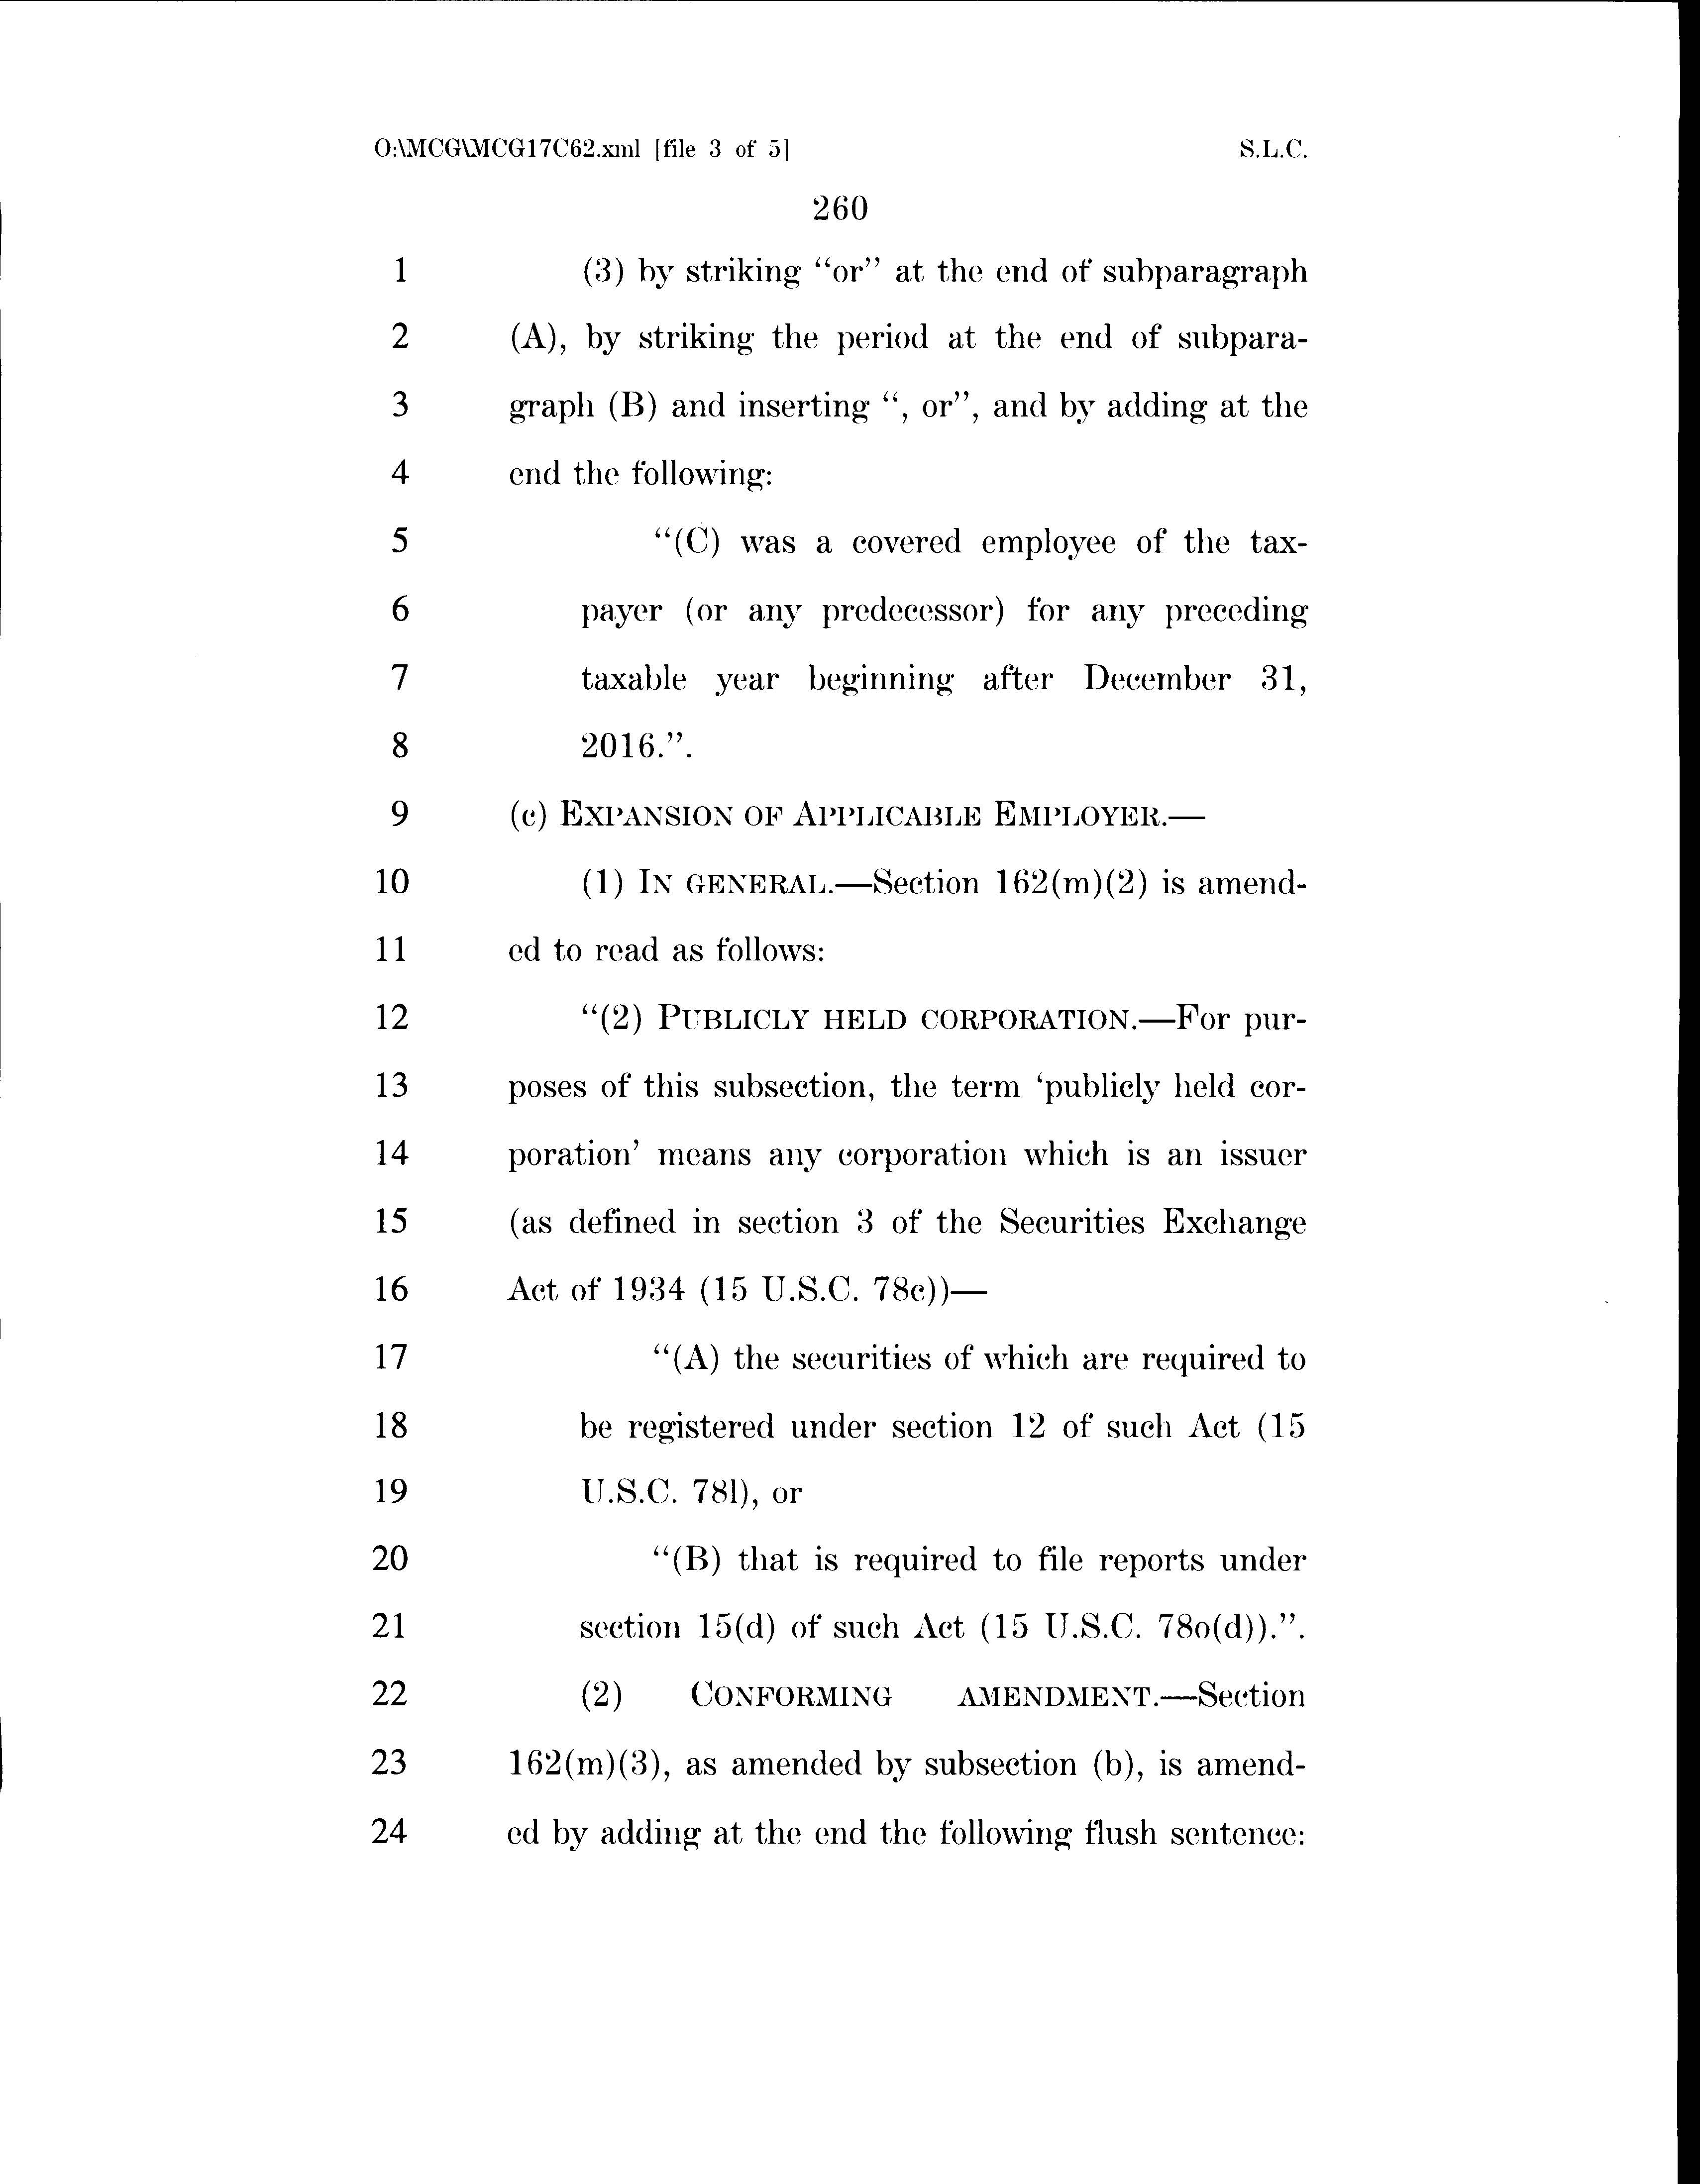 O:\MCG\MCG17C62.xml [file 3 of 5] S.L.C.
260
1 (3) by striking “or” at the end of subparagraph
2 (A), by striking the period at the end of subpara-
3 graph (B) and inserting “, or”, and by adding at the
4 end the following:
5 “(C) was a covered employee of the tax-
6 payer (or any predecessor) for any preceding
7 taxable year beginning after December 31,
8 2016.”.
9 (c) EXPANSION OF APPLICABLE EMPLOYER.—
10 (1) IN GENERAL.—Section 162(m)(2) is amend-
11 ed to read as follows:
12 “(2) PUBLICLY HELD CORPORATION.—For pur-
13 poses of this subsection, the term ‘publicly held cor-
14 poration’ means any corporation which is an issuer
15 (as defined in section 3 of the Securities Exchange
16 Act of 1934 (15 U.S.C. 78c))—
17 “(A) the securities of which are required to
18 be registered under section 12 of such Act (15
19 U.S.C. 78l), or
20 “(B) that is required to file reports under
21 section 15(d) of such Act (15 U.S.C. 78o(d)).”.
22 (2) CONFORMING AMENDMENT.—Section
23 162(m)(3), as amended by subsection (b), is amend-
24 ed by adding at the end the following flush sentence: